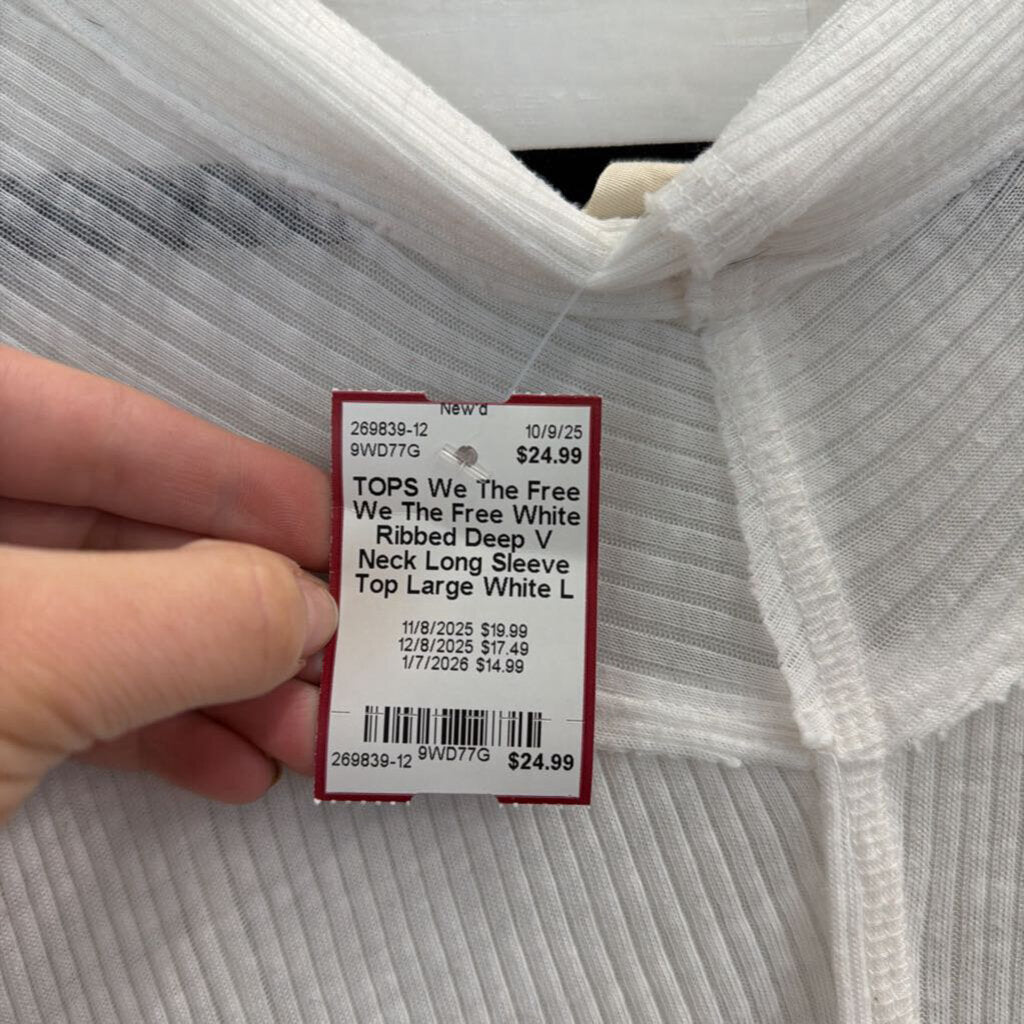 New'd
269839-12 10/9/25
9WD77G $24.99
TOPS We The Free
We The Free White
Ribbed Deep V
Neck Long Sleeve
Top Large White L
11/8/2025 $19.99
12/8/2025 $17.49
1/7/2026 $14.99
269839-12 9WD77G $24.99